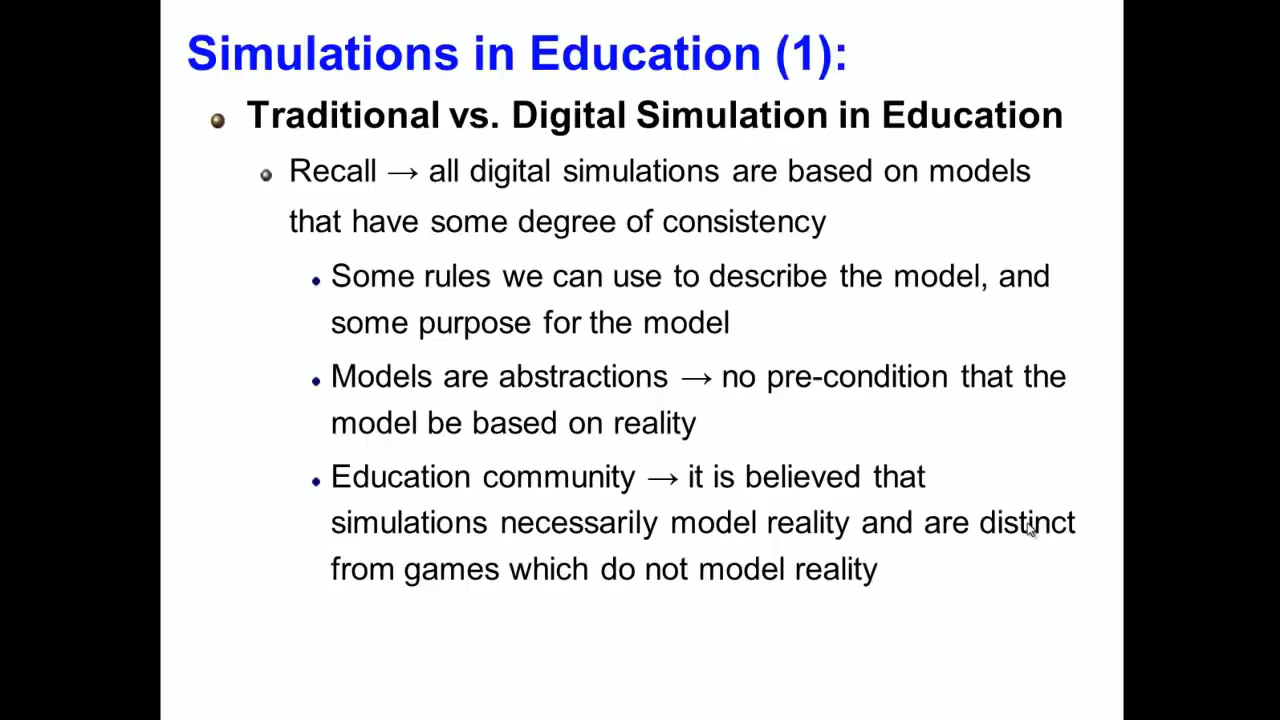 Simulations in Education (1):
Traditional vs. Digital Simulation in Education
Recall → all digital simulations are based on models
that have some degree of consistency
Some rules we can use to describe the model, and
some purpose for the model
Models are abstractions → no pre-condition that the
model be based on reality
Education community → it is believed that
simulations necessarily model reality and are distinct
from games which do not model reality